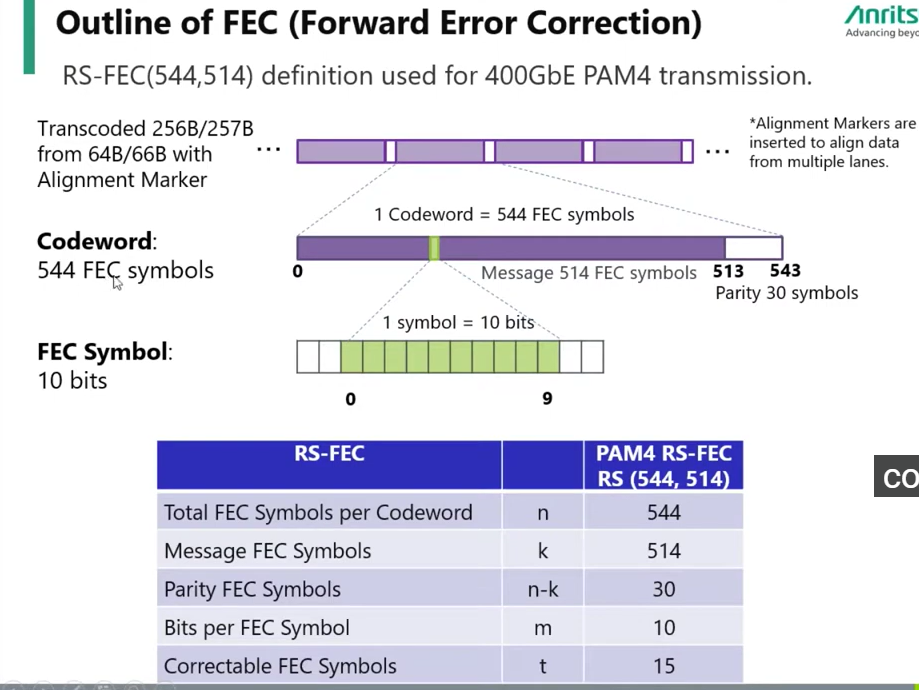 Outline of FEC (Forward Error Correction)
Advancing
RS-FEC(544,514) definition used for 400GbE PAM4 transmission.
Transcoded 256B/257B
from 64B/66B with
Alignment Marker
...
...
*Alignment Markers are
inserted to align data
from multiple lanes.
1 Codeword = 544 FEC symbols
Codeword:
544 FEC symbols
0
Message 514 FEC symbols
513
543
Parity 30 symbols
1 symbol = 10 bits
FEC Symbol:
10 bits
0
9
RS-FEC
PAM4 RS-FEC
RS (544, 514)
Total FEC Symbols per Codeword n 544
Message FEC Symbols k 514
Parity FEC Symbols n-k 30
Bits per FEC Symbol m 10
Correctable FEC Symbols t 15